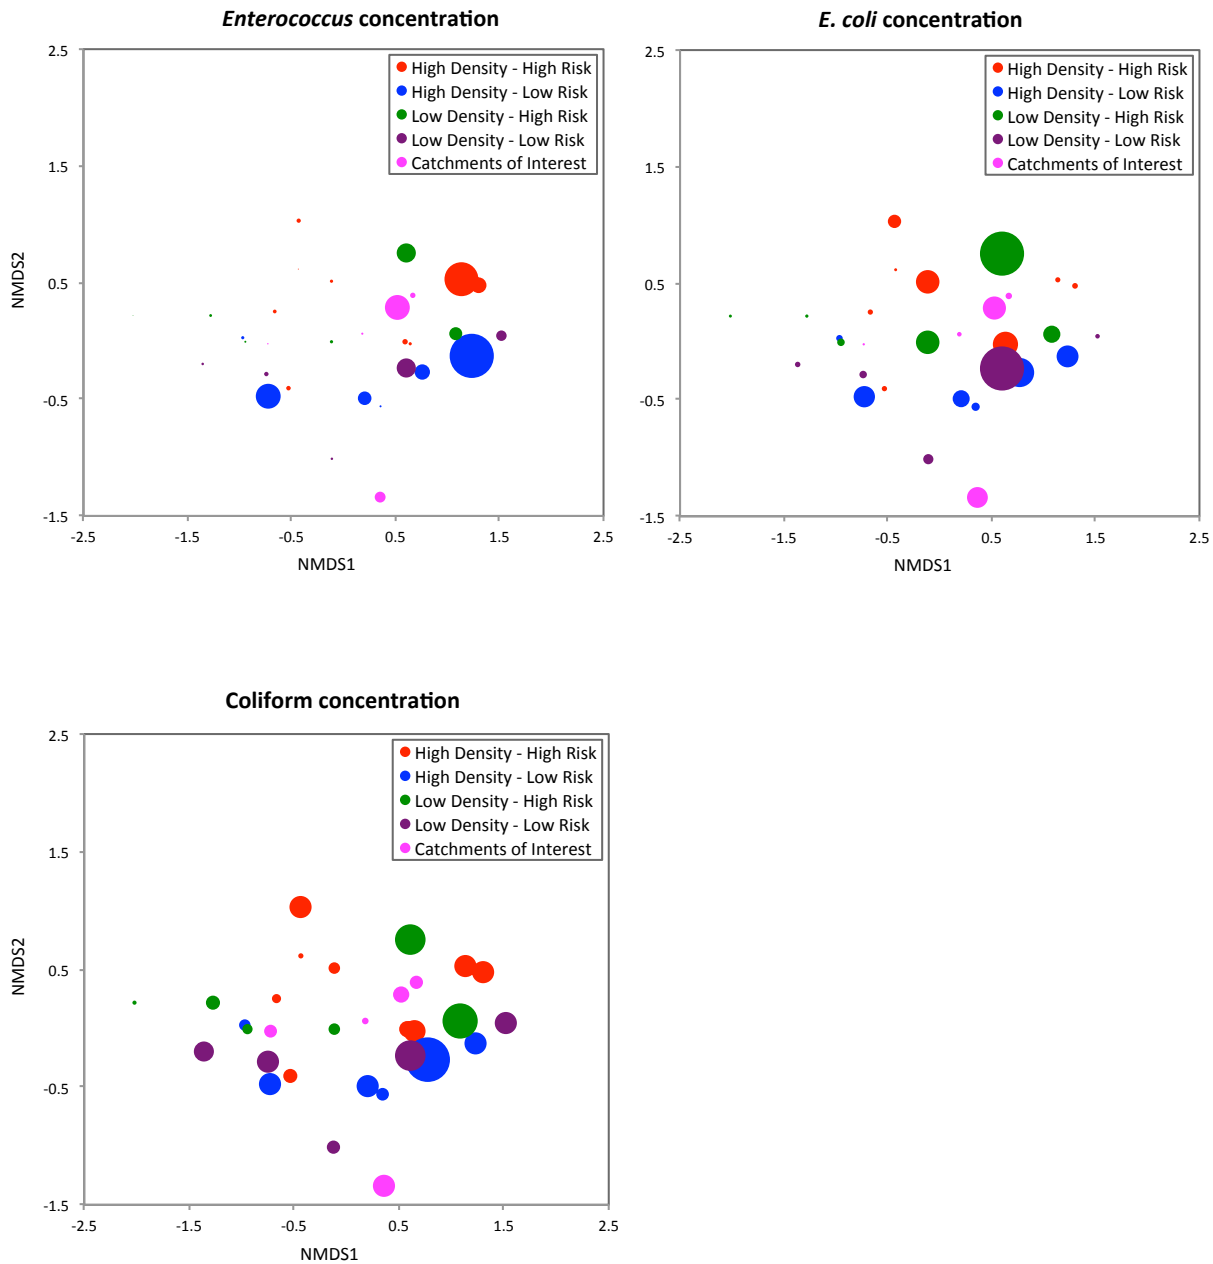 Enterococcus concentration
2.5
1.5
0.5
-0.5
-1.5
NMDS2
High Density - High Risk
High Density - Low Risk
Low Density - High Risk
Low Density - Low Risk
Catchments of Interest
-2.5 -1.5 -0.5 0.5 1.5 2.5
NMDS1
E. coli concentration
2.5
1.5
0.5
-0.5
-1.5
High Density - High Risk
High Density - Low Risk
Low Density - High Risk
Low Density - Low Risk
Catchments of Interest
-2.5 -1.5 -0.5 0.5 1.5 2.5
NMDS1
Coliform concentration
2.5
1.5
0.5
-0.5
-1.5
NMDS2
High Density - High Risk
High Density - Low Risk
Low Density - High Risk
Low Density - Low Risk
Catchments of Interest
-2.5 -1.5 -0.5 0.5 1.5 2.5
NMDS1